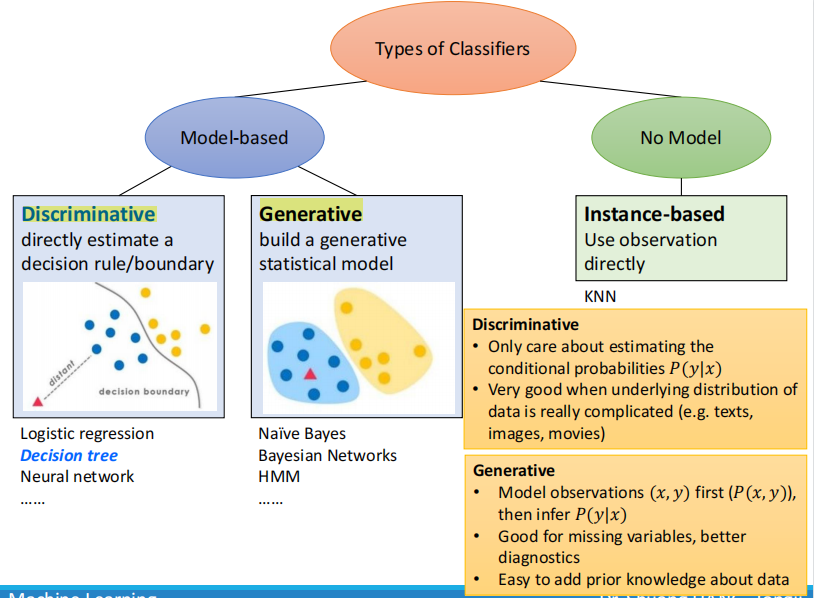 Types of Classifiers
Model-based
No Model
Discriminative
directly estimate a
decision rule/boundary
distant
decision boundary
Logistic regression
Decision tree
Neural network
......
Generative
build a generative
statistical model
Naïve Bayes
Bayesian Networks
HMM
......
Instance-based
Use observation
directly
KNN
Discriminative
• Only care about estimating the
conditional probabilities P(y|x)
• Very good when underlying distribution of
data is really complicated (e.g. texts,
images, movies)
Generative
• Model observations (x, y) first (P(x, y)),
then infer P(y|x)
• Good for missing variables, better
diagnostics
• Easy to add prior knowledge about data
Machine Learning